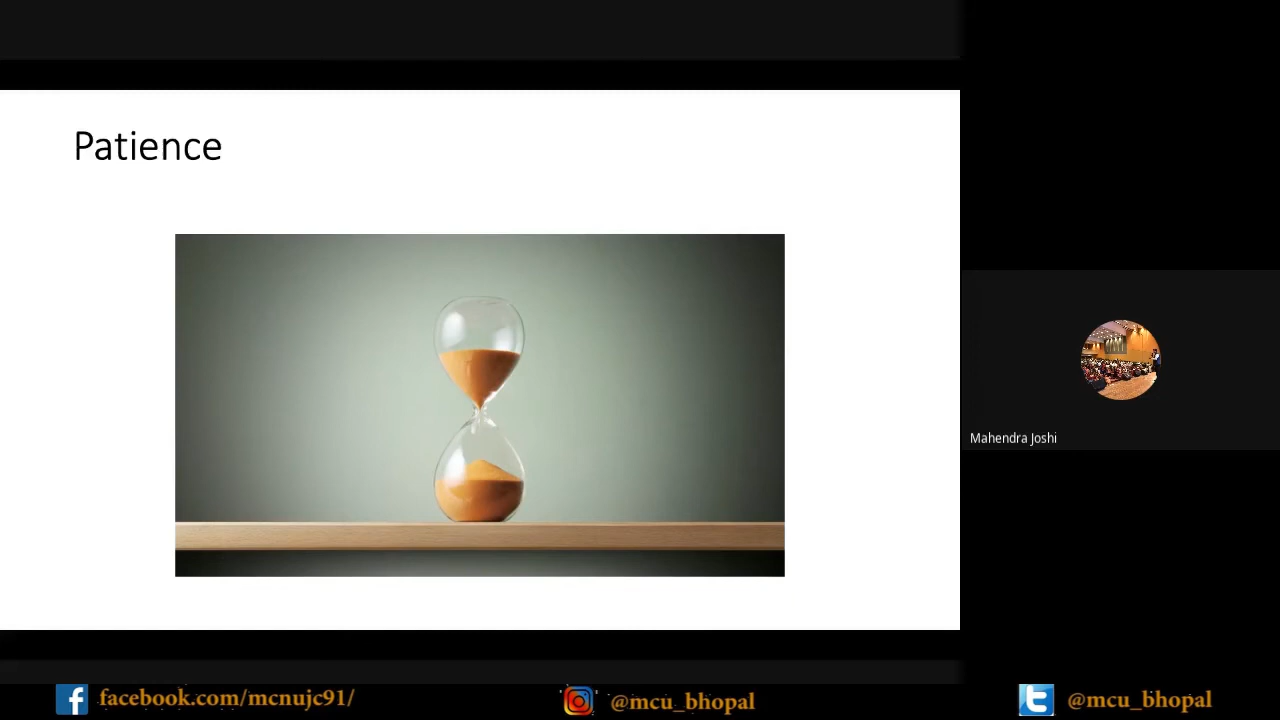 Patience
Mahendra Joshi
facebook.com/mcnujc91/
@mcu_bhopal
@mcu_bhopal